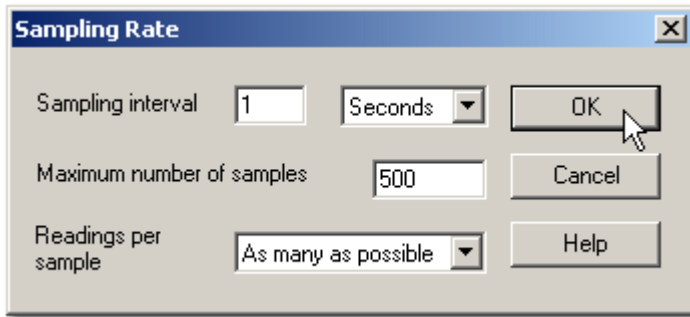 Sampling Rate
Sampling interval 1 Seconds OK
Maximum number of samples 500 Cancel
Readings per
sample As many as possible Help